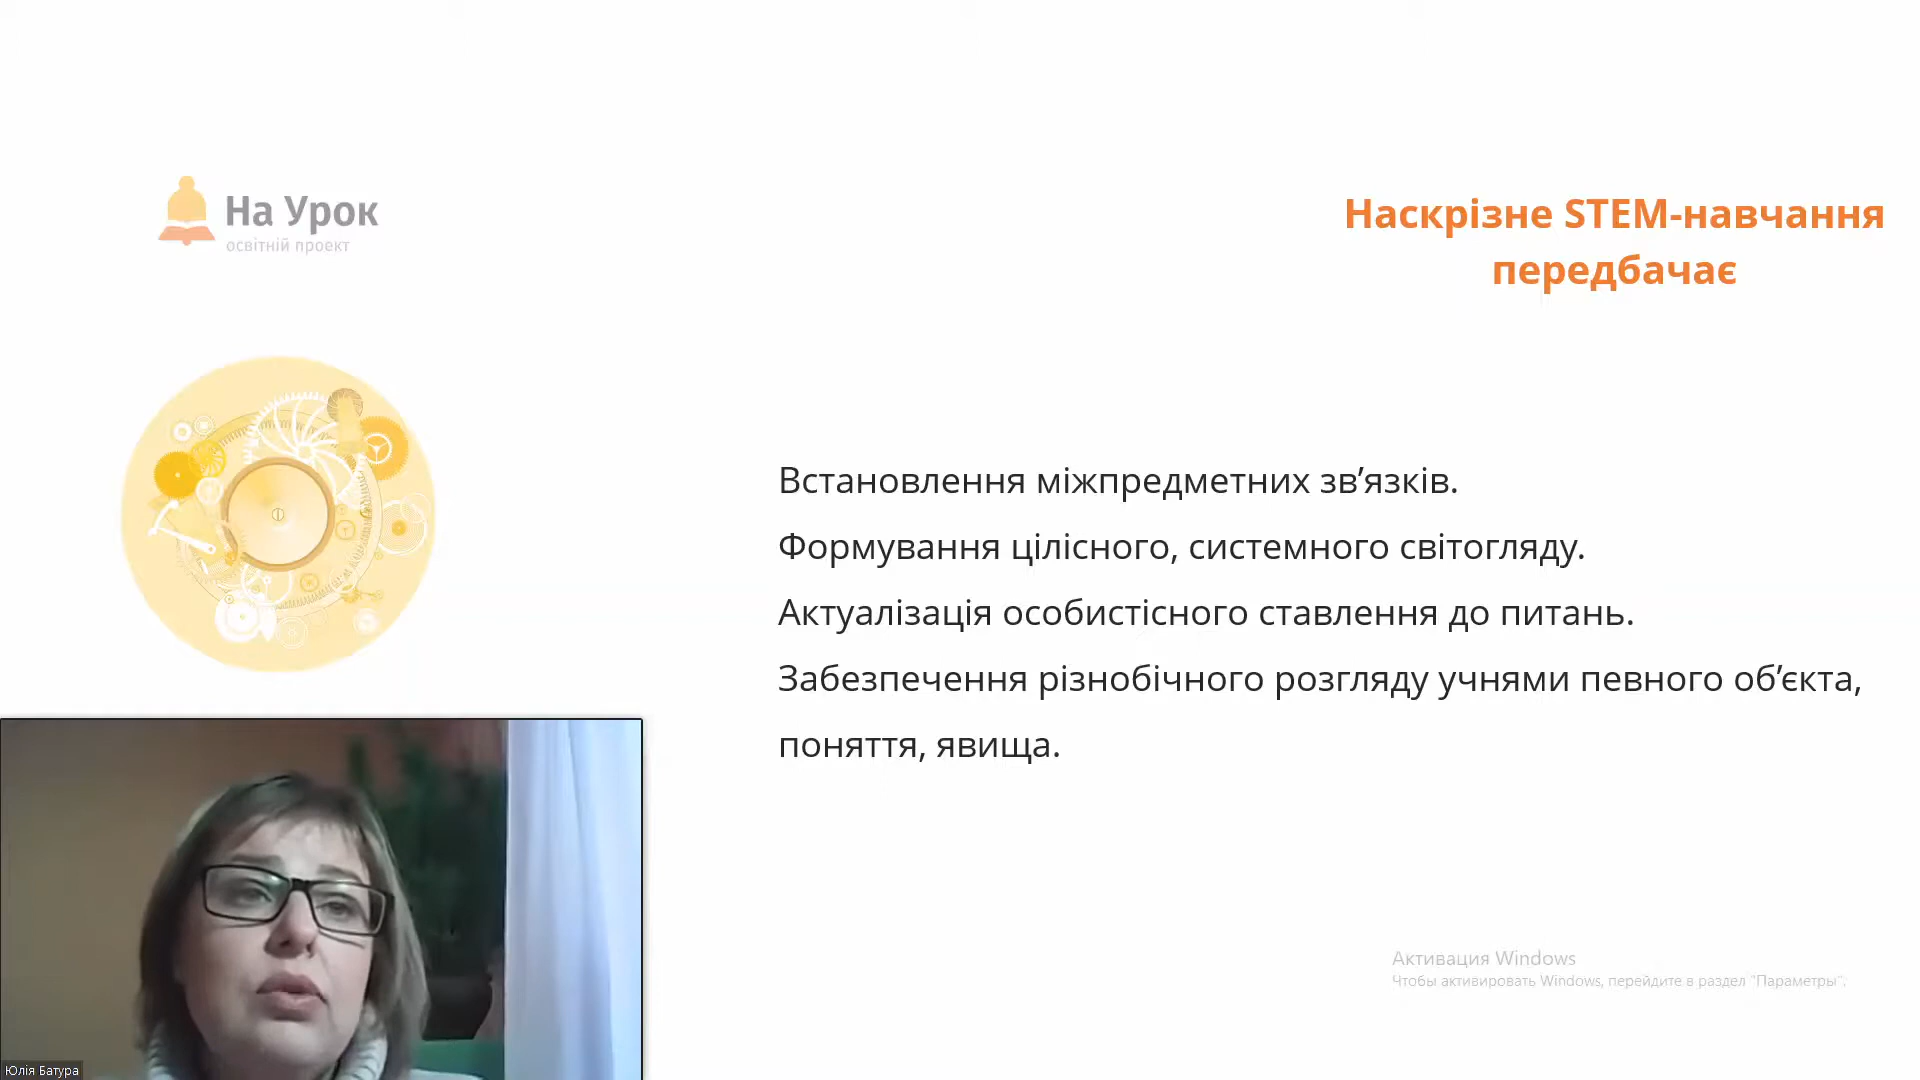 На Урок
освітній проект
Наскрізне STEM-навчання
передбачає
Встановлення міжпредметних зв’язків.
Формування цілісного, системного світогляду.
Актуалізація особистісного ставлення до питань.
Забезпечення різнобічного розгляду учнями певного об’єкта,
поняття, явища.
Активация Windows
Чтобы активировать Windows, перейдите в раздел "Параметры".
Юлія Батура